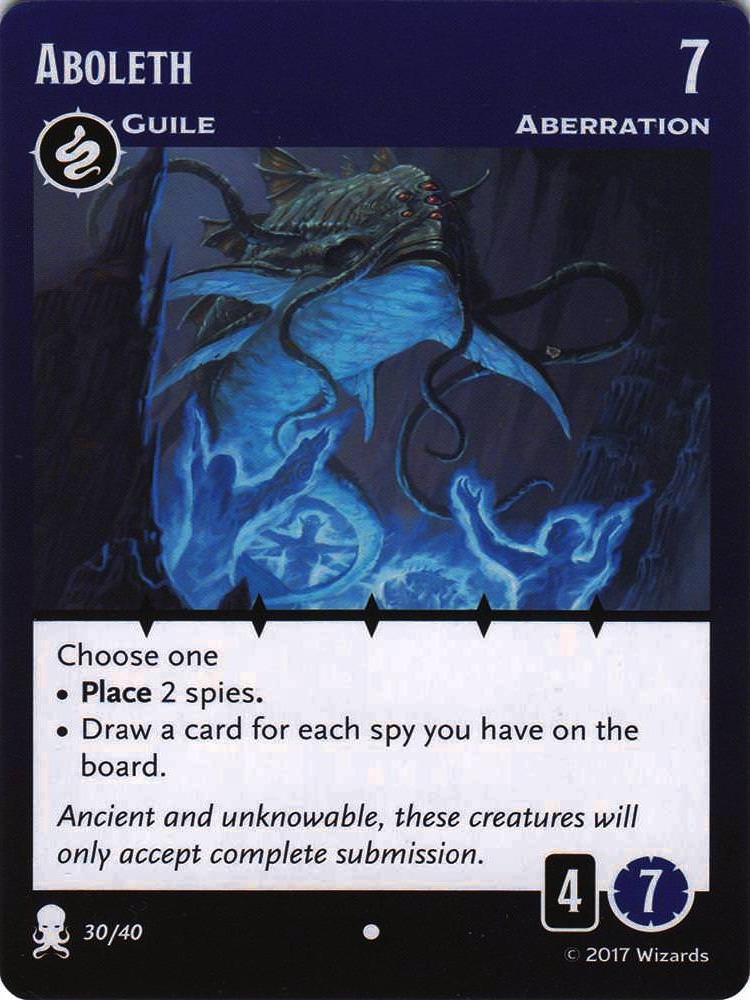 ABOLETH
7
GUILE
ABERRATION
Choose one
• Place 2 spies.
• Draw a card for each spy you have on the
board.
Ancient and unknowable, these creatures will
only accept complete submission.
4
7
30/40
© 2017 Wizards